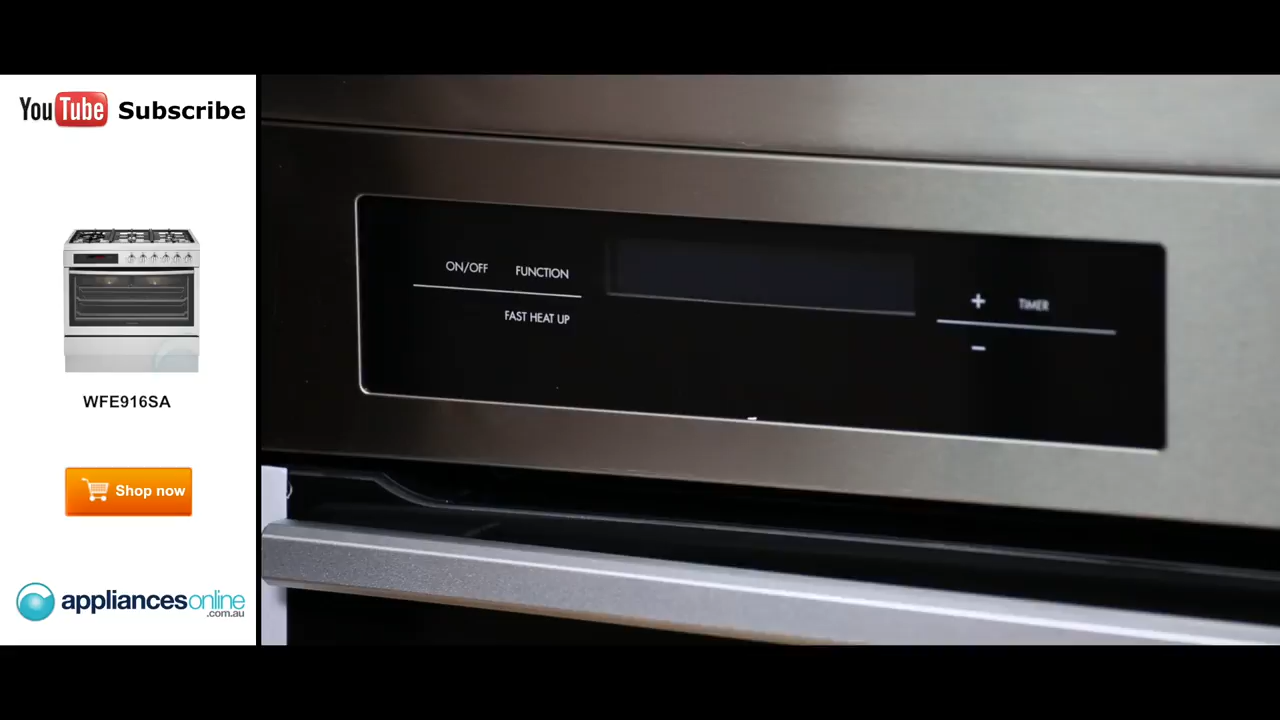 YouTube Subscribe
WFE916SA
Shop now
appliancesonline
.com.au
ON/OFF FUNCTION
FAST HEAT UP
+ TIMER
−